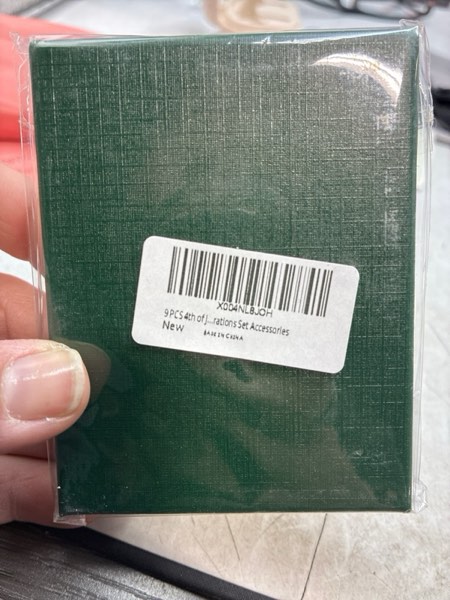 X004NL8JOH
9 PCS 4th of J...rations Set Accessories
New
MADE IN CHINA